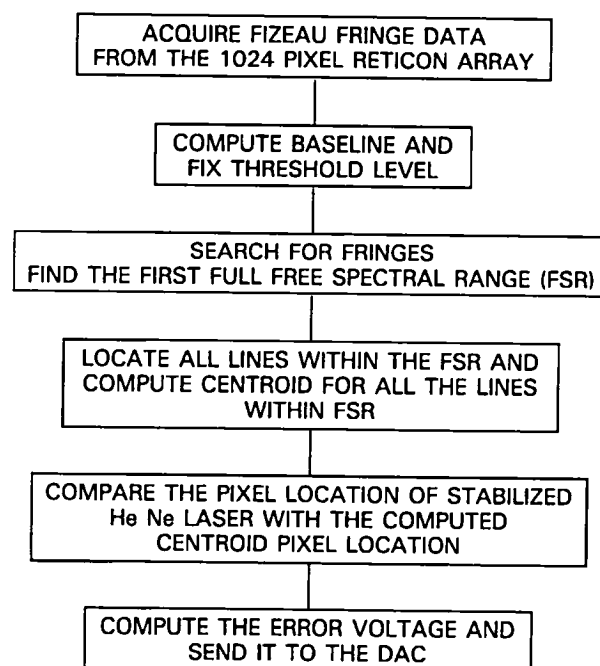 ACQUIRE FIZEAU FRINGE DATA
FROM THE 1024 PIXEL RETICON ARRAY
COMPUTE BASELINE AND
FIX THRESHOLD LEVEL
SEARCH FOR FRINGES
FIND THE FIRST FULL FREE SPECTRAL RANGE (FSR)
LOCATE ALL LINES WITHIN THE FSR AND
COMPUTE CENTROID FOR ALL THE LINES
WITHIN FSR
COMPARE THE PIXEL LOCATION OF STABILIZED
He Ne LASER WITH THE COMPUTED
CENTROID PIXEL LOCATION
COMPUTE THE ERROR VOLTAGE AND
SEND IT TO THE DAC